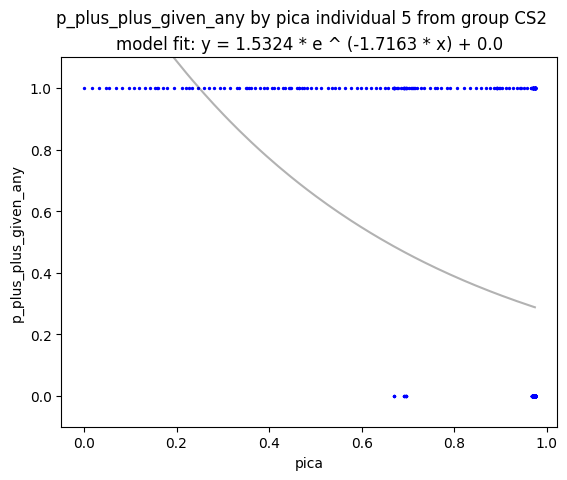 p_plus_plus_given_any by pica individual 5 from group CS2
model fit: y = 1.5324 * e ^ (-1.7163 * x) + 0.0
1.0
0.8
0.6
0.4
0.2
0.0
p_plus_plus_given_any
0.0 0.2 0.4 0.6 0.8 1.0
pica